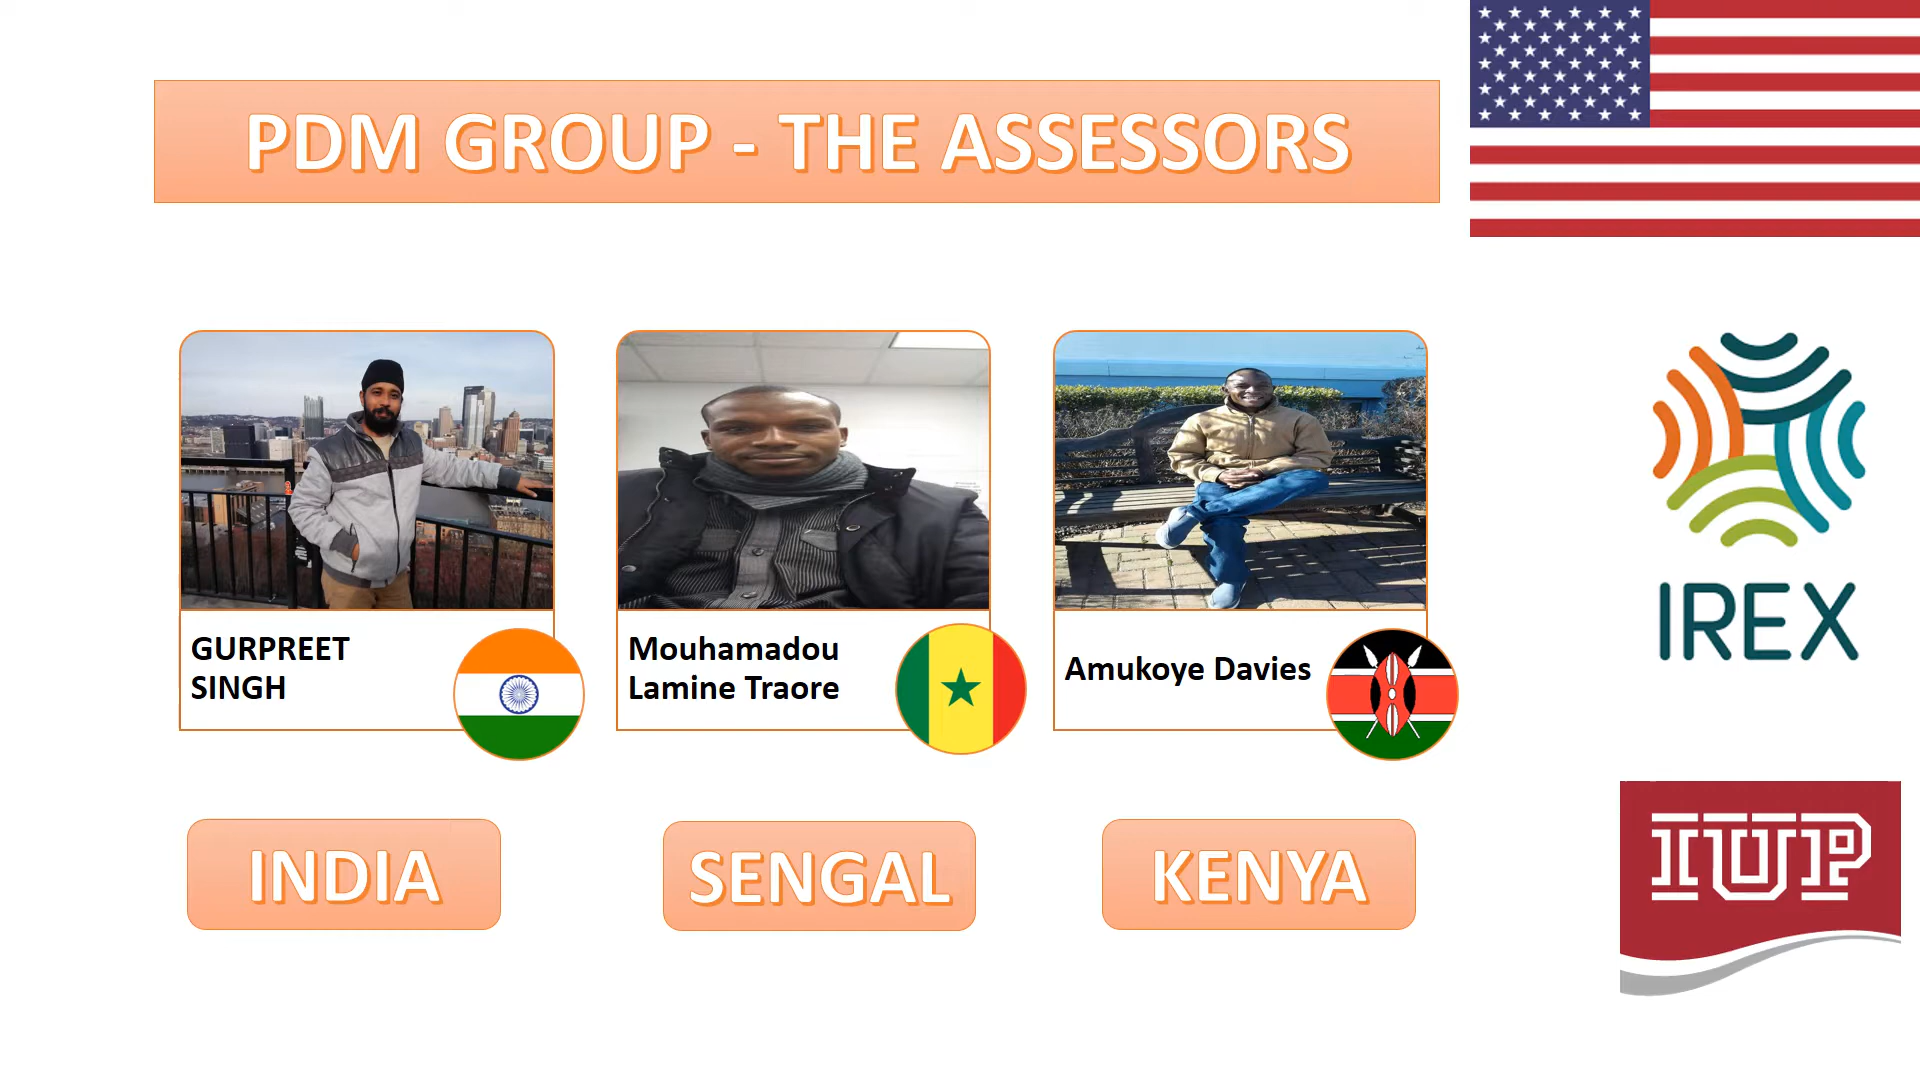 PDM GROUP - THE ASSESSORS
GURPREET
SINGH
Mouhamadou
Lamine Traore
Amukoye Davies
INDIA
SENGAL
KENYA
IREX
IUP